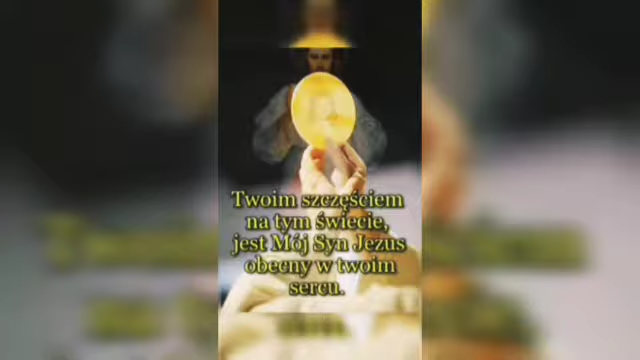 Twoim szczęściem
na tym świecie,
jest Mój Syn Jezus
obecny w twoim
sercu.